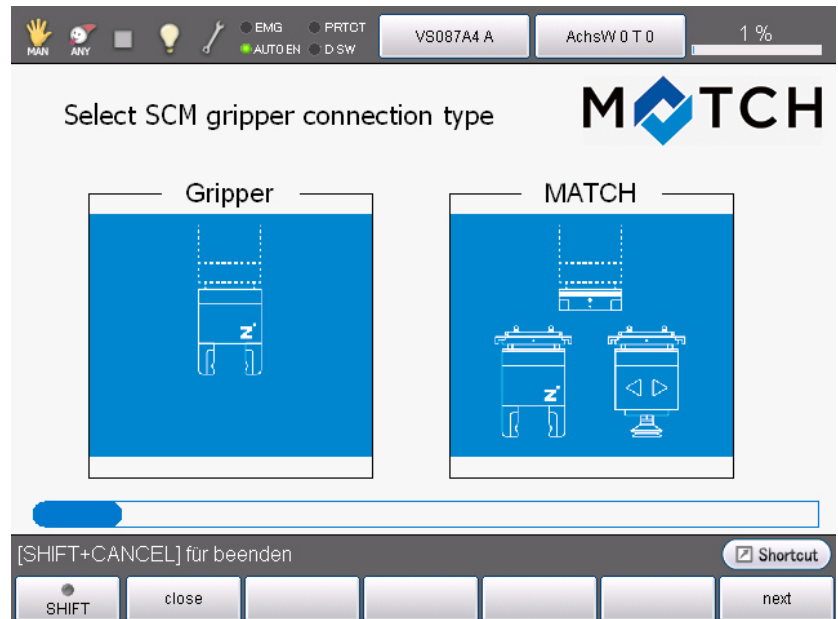 MAN
ANY
EMG
PRTCT
AUTO EN
D SW
VS087A4 A
AchsW 0 T 0
1 %
Select SCM gripper connection type
MATCH
Gripper
MATCH
Z
Z
[SHIFT+CANCEL] für beenden
Shortcut
SHIFT
close
next